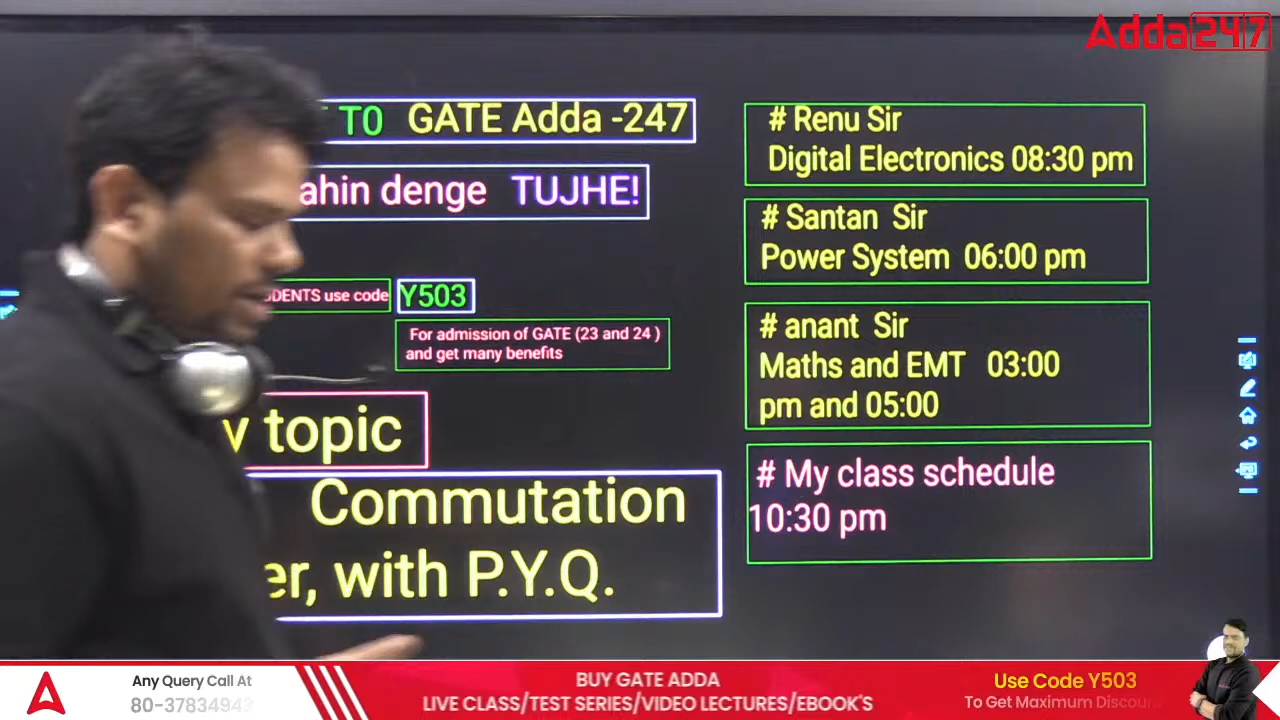 Adda247
T TO GATE Adda -247
ahin denge TUJHE!
DENTS use code Y503
For admission of GATE (23 and 24 )
and get many benefits
y topic
Commutation
er, with P.Y.Q.
# Renu Sir
Digital Electronics 08:30 pm
# Santan Sir
Power System 06:00 pm
# anant Sir
Maths and EMT 03:00
pm and 05:00
# My class schedule
10:30 pm
Any Query Call At
80-37834943
BUY GATE ADDA
LIVE CLASS/TEST SERIES/VIDEO LECTURES/EBOOK'S
Use Code Y503
To Get Maximum Discoun